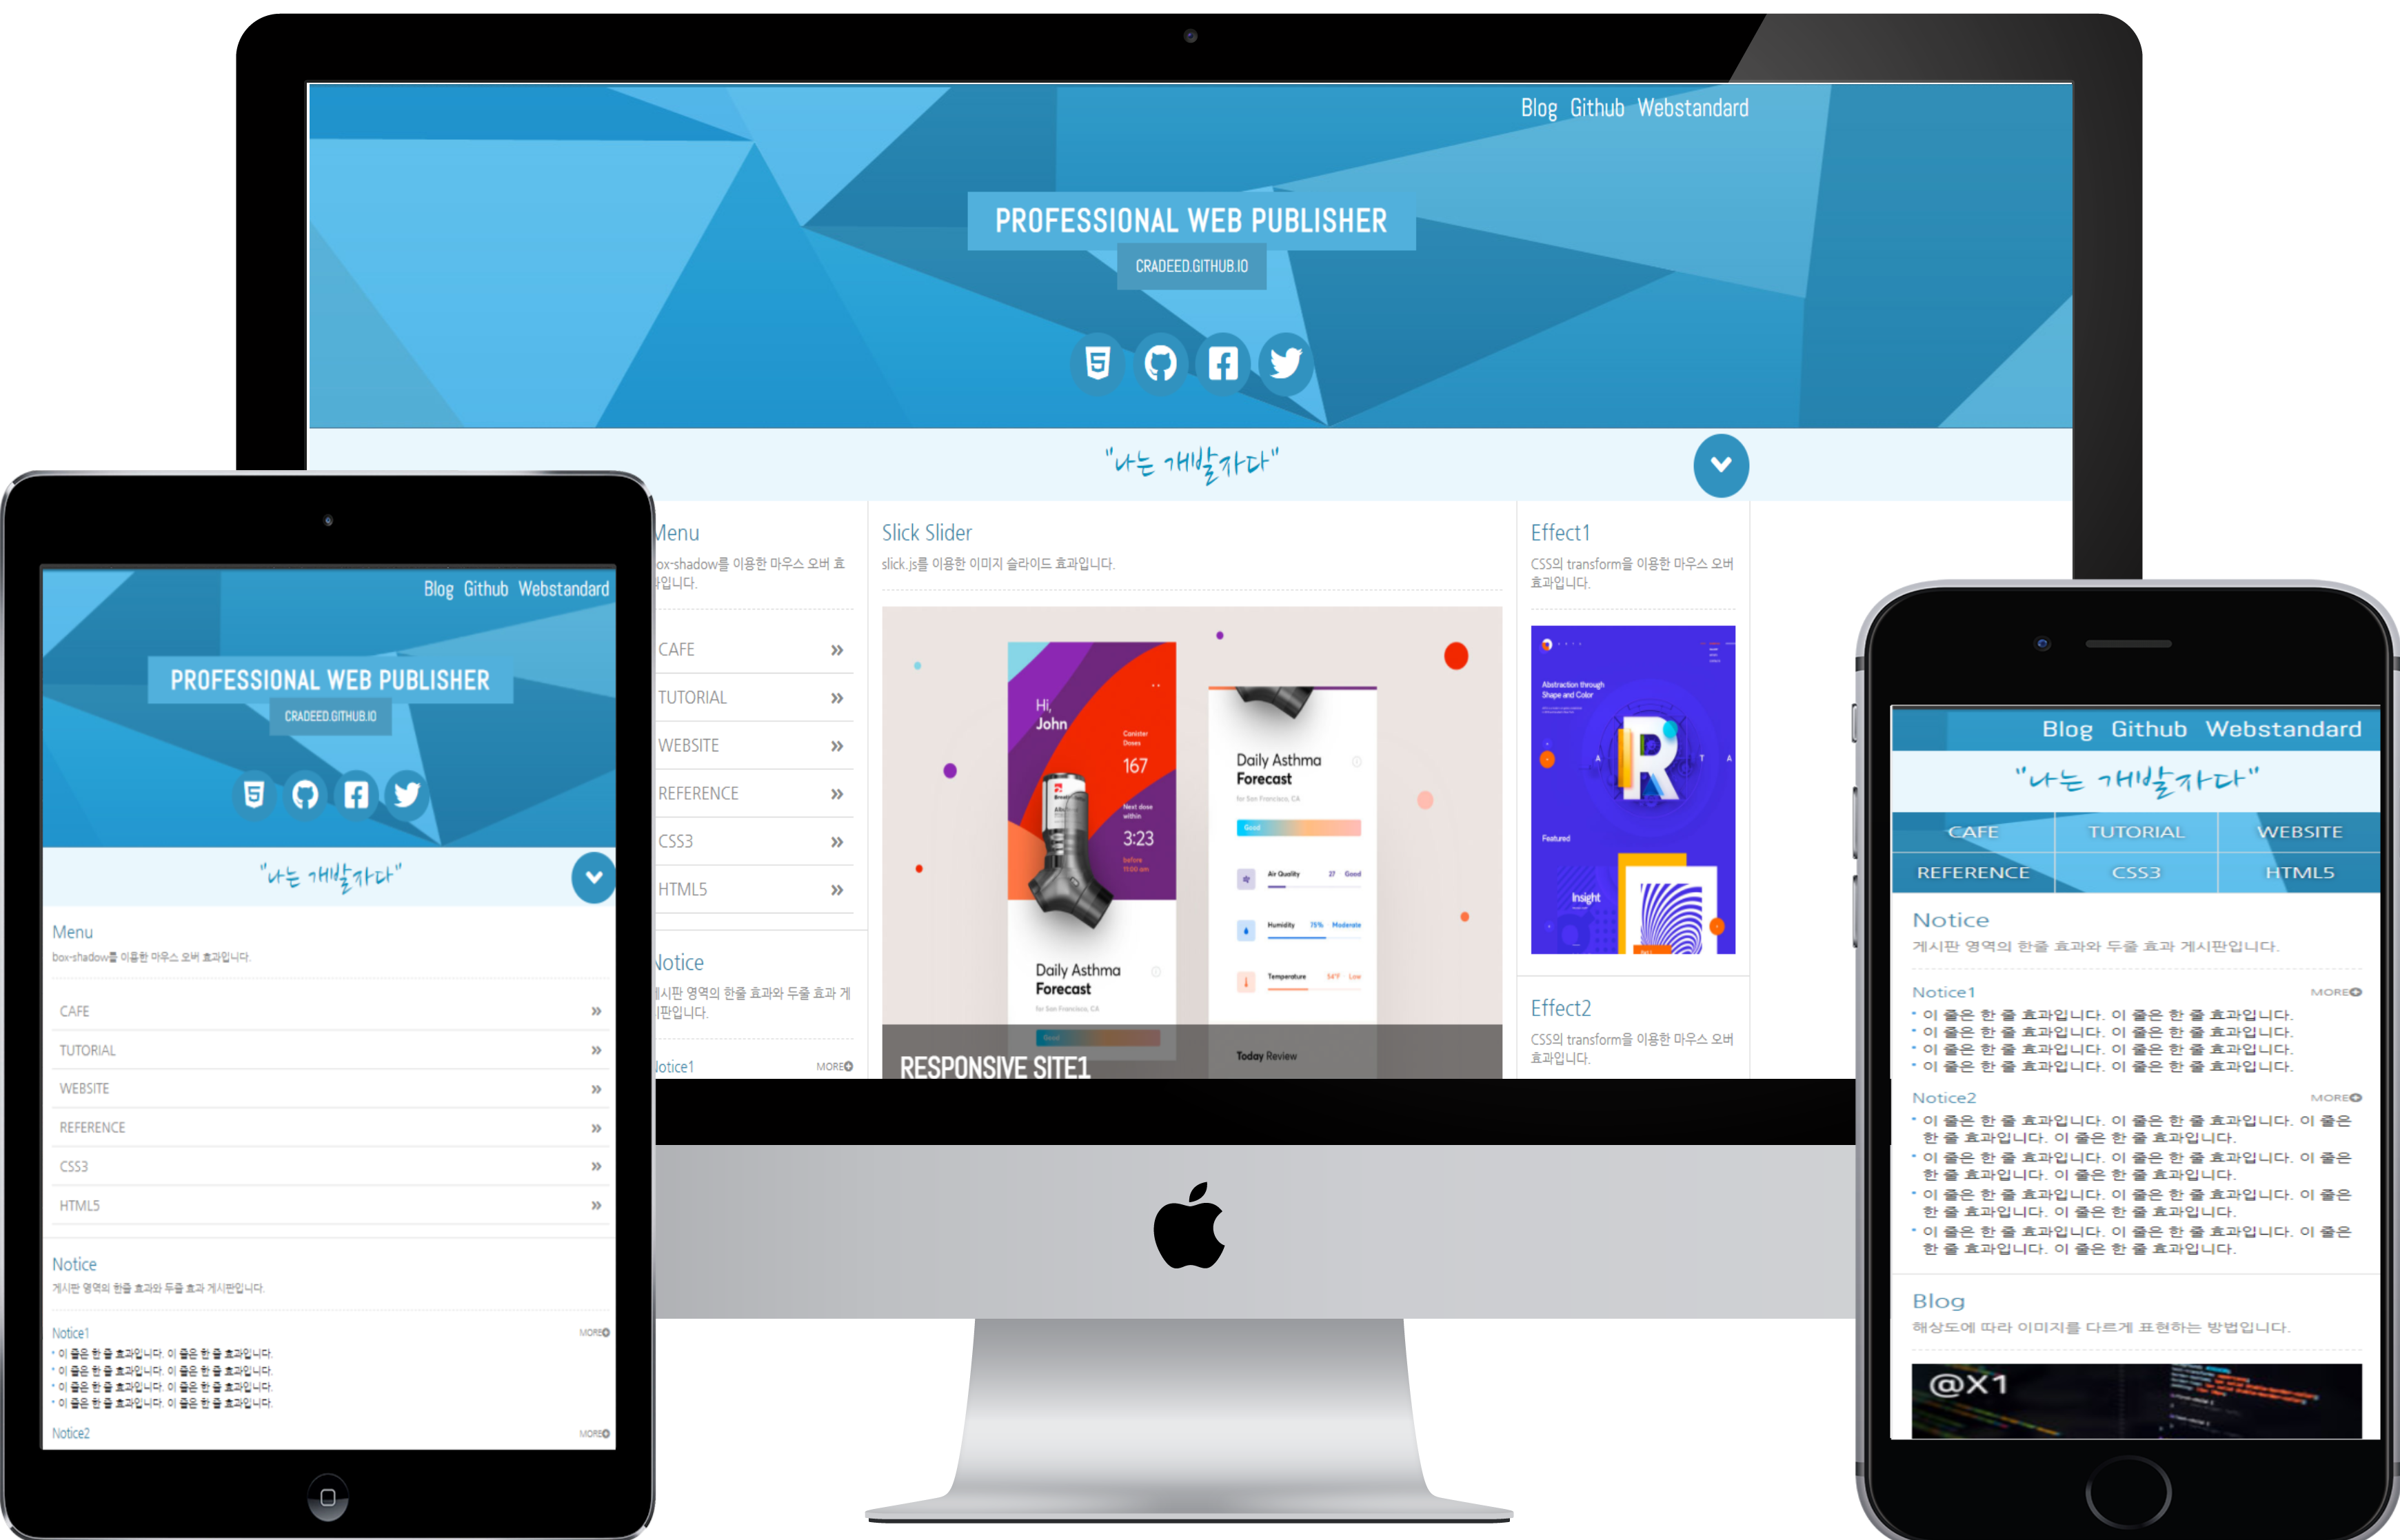 Blog Github Webstandard
PROFESSIONAL WEB PUBLISHER
CRADEED.GITHUB.IO
"나는 개발자다"
Menu
ox-shadow를 이용한 마우스 오버 효
과입니다.
CAFE
TUTORIAL
WEBSITE
REFERENCE
CSS3
HTML5
Notice
게시판 영역의 한줄 효과와 두줄 효과 게
시판입니다.
Notice1 MORE
Slick Slider
slick.js를 이용한 이미지 슬라이드 효과입니다.
Hi,
John
Canister
Doses
167
Next dose
within
3:23
before
11:00 am
Daily Asthma
Forecast
for San Francisco, CA
Good
Daily Asthma
Forecast
for San Francisco, CA
Good
Air Quality 27 Good
Humidity 75% Moderate
Temperature 54°F Low
Today Review
RESPONSIVE SITE1
Effect1
CSS의 transform을 이용한 마우스 오버
효과입니다.
Abstraction through
Shape and Color
A R T A
Featured
Insight
Effect2
CSS의 transform을 이용한 마우스 오버
효과입니다.
Blog Github Webstandard
PROFESSIONAL WEB PUBLISHER
CRADEED.GITHUB.IO
"나는 개발자다"
Menu
box-shadow를 이용한 마우스 오버 효과입니다.
CAFE
TUTORIAL
WEBSITE
REFERENCE
CSS3
HTML5
Notice
게시판 영역의 한줄 효과와 두줄 효과 게시판입니다.
Notice1 MORE
이 줄은 한 줄 효과입니다. 이 줄은 한 줄 효과입니다.
이 줄은 한 줄 효과입니다. 이 줄은 한 줄 효과입니다.
이 줄은 한 줄 효과입니다. 이 줄은 한 줄 효과입니다.
이 줄은 한 줄 효과입니다. 이 줄은 한 줄 효과입니다.
Notice2 MORE
Blog Github Webstandard
"나는 개발자다"
CAFE TUTORIAL WEBSITE
REFERENCE CSS3 HTML5
Notice
게시판 영역의 한줄 효과와 두줄 효과 게시판입니다.
Notice1 MORE
이 줄은 한 줄 효과입니다. 이 줄은 한 줄 효과입니다.
이 줄은 한 줄 효과입니다. 이 줄은 한 줄 효과입니다.
이 줄은 한 줄 효과입니다. 이 줄은 한 줄 효과입니다.
이 줄은 한 줄 효과입니다. 이 줄은 한 줄 효과입니다.
Notice2 MORE
이 줄은 한 줄 효과입니다. 이 줄은 한 줄 효과입니다. 이 줄은
한 줄 효과입니다. 이 줄은 한 줄 효과입니다.
이 줄은 한 줄 효과입니다. 이 줄은 한 줄 효과입니다. 이 줄은
한 줄 효과입니다. 이 줄은 한 줄 효과입니다.
이 줄은 한 줄 효과입니다. 이 줄은 한 줄 효과입니다. 이 줄은
한 줄 효과입니다. 이 줄은 한 줄 효과입니다.
이 줄은 한 줄 효과입니다. 이 줄은 한 줄 효과입니다. 이 줄은
한 줄 효과입니다. 이 줄은 한 줄 효과입니다.
Blog
해상도에 따라 이미지를 다르게 표현하는 방법입니다.
@X1